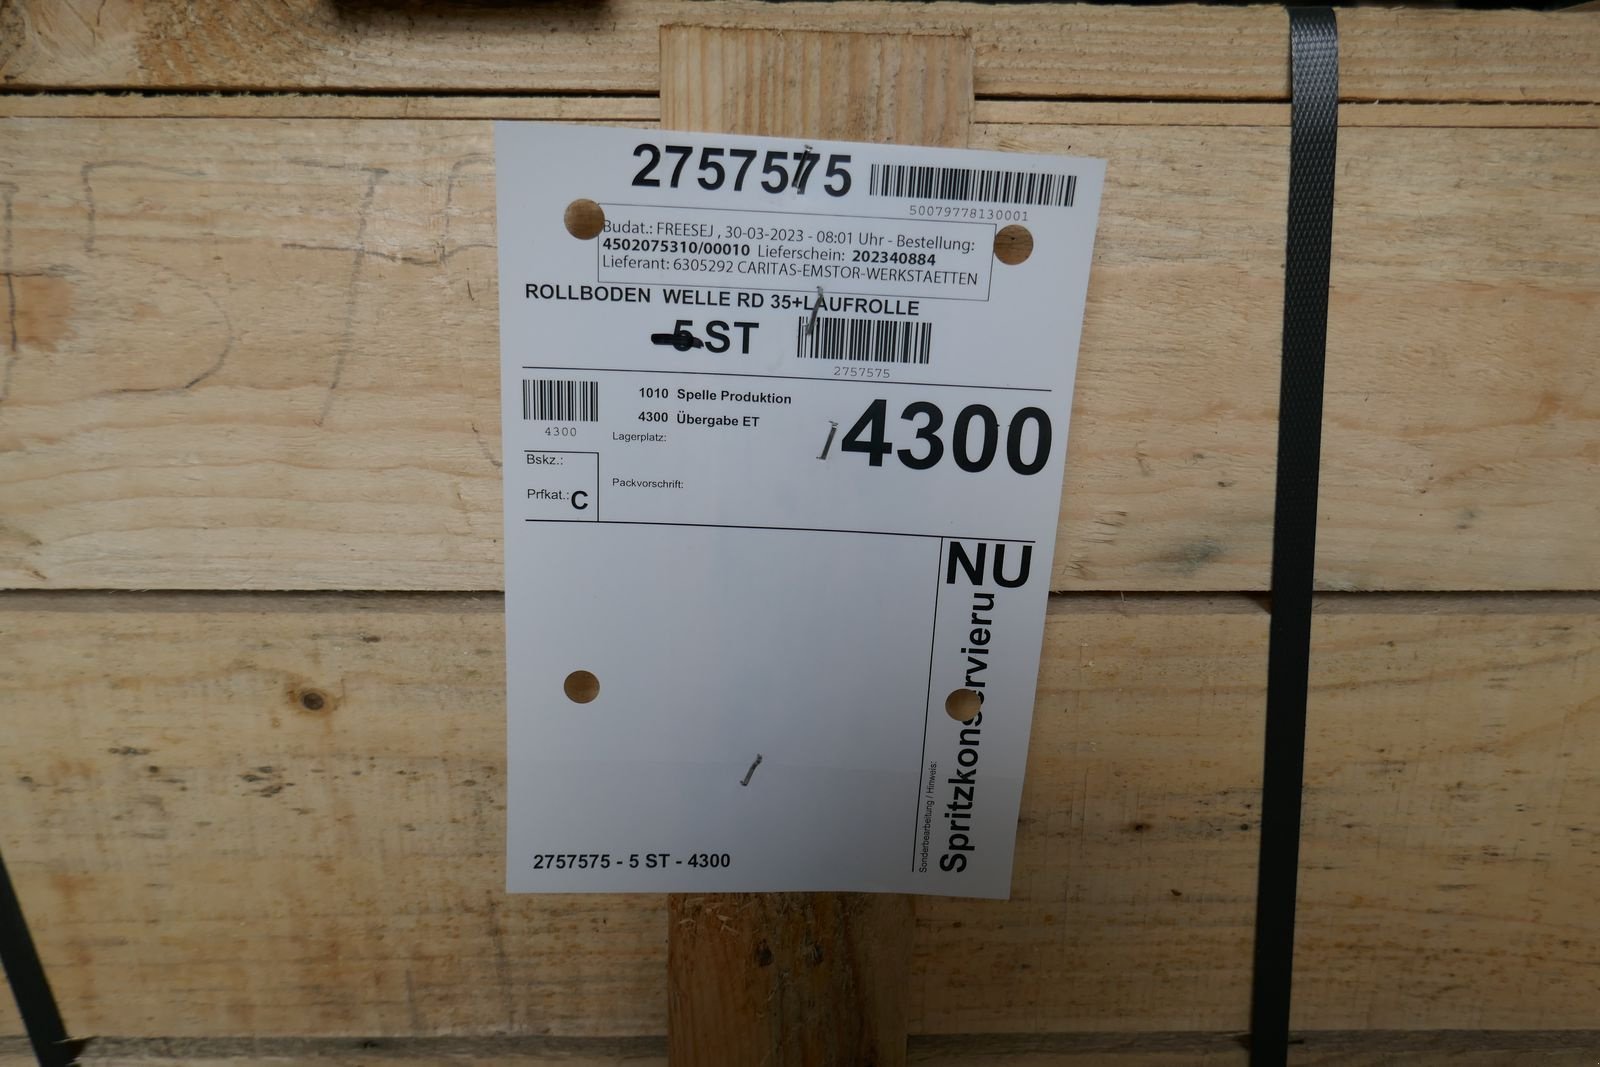 2757575
50079778130001
Budat.: FREESEJ , 30-03-2023 - 08:01 Uhr - Bestellung:
4502075310/00010 Lieferschein: 202340884
Lieferant: 6305292 CARITAS-EMSTOR-WERKSTAETTEN
ROLLBODEN WELLE RD 35+LAUFROLLE
5 ST
2757575
4300
1010 Spelle Produktion
4300 Übergabe ET
Lagerplatz:
4300
Bskz.:
Prfkat.: C
Packvorschrift:
NU
Sonderbearbeitung / Hinweis:
Spritzkonservieru
2757575 - 5 ST - 4300